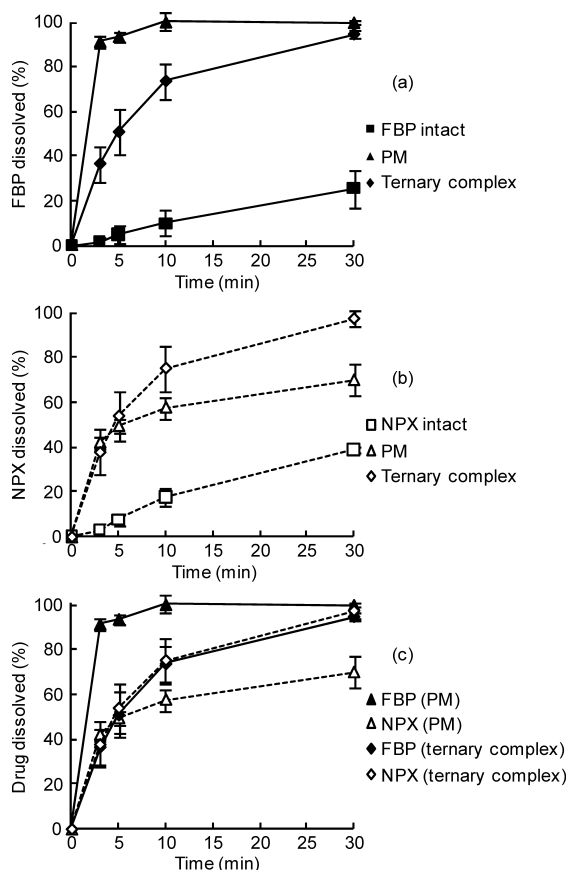 100
80
60
40
20
0
FBP dissolved (%)
0 5 10 15 20 25 30
Time (min)
(a)
FBP intact
PM
Ternary complex
100
80
60
40
20
0
NPX dissolved (%)
0 5 10 15 20 25 30
Time (min)
(b)
NPX intact
PM
Ternary complex
100
80
60
40
20
0
Drug dissolved (%)
0 5 10 15 20 25 30
Time (min)
(c)
FBP (PM)
NPX (PM)
FBP (ternary complex)
NPX (ternary complex)